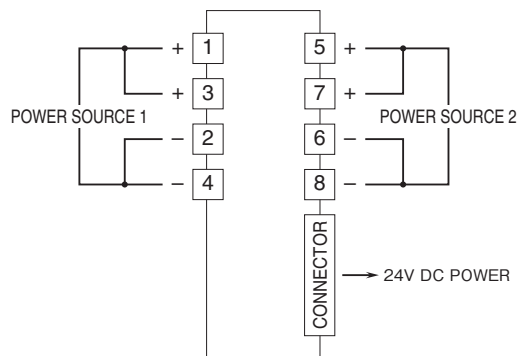 + 1
+ 3
POWER SOURCE 1
− 2
− 4
5 +
7 +
POWER SOURCE 2
6 −
8 −
CONNECTOR
24V DC POWER